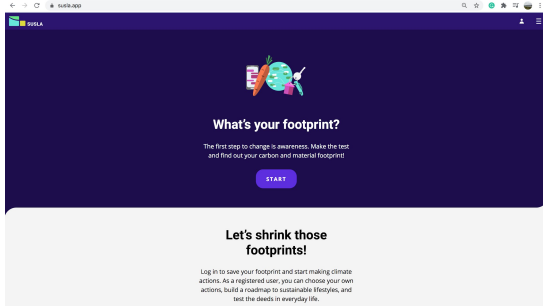 susla.app
SUSLA
What's your footprint?
The first step to change is awareness. Make the test
and find out your carbon and material footprint!
START
Let's shrink those
footprints!
Log in to save your footprint and start making climate
actions. As a registered user, you can choose your own
actions, build a roadmap to sustainable lifestyles, and
test the deeds in everyday life.